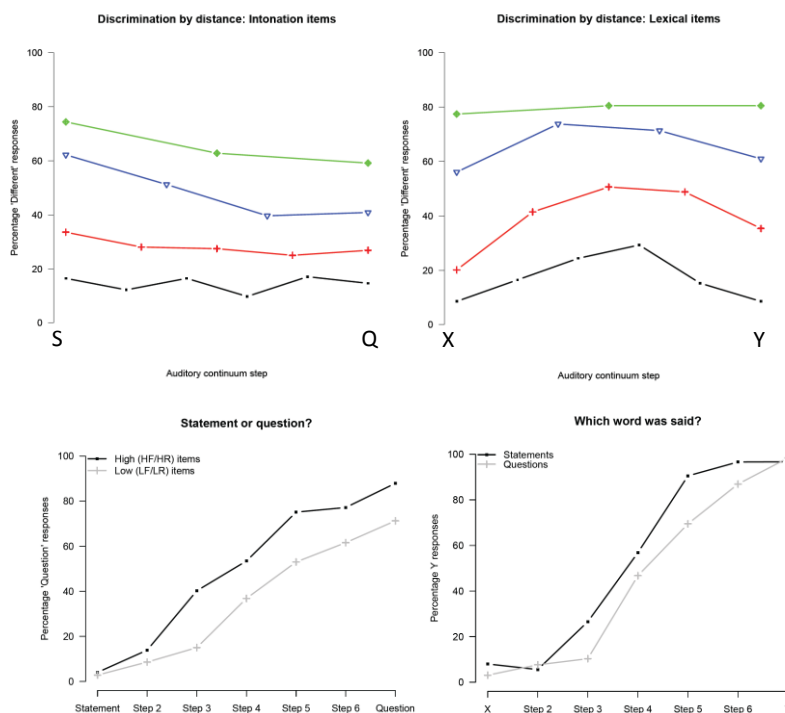 Discrimination by distance: Intonation items
Percentage 'Different' responses
100
80
60
40
20
0
S
Q
Auditory continuum step
Discrimination by distance: Lexical items
Percentage 'Different' responses
100
80
60
40
20
0
X
Y
Auditory continuum step
Statement or question?
High (HF/HR) items
Low (LF/LR) items
Percentage 'Question' responses
100
80
60
40
20
0
Statement
Step 2
Step 3
Step 4
Step 5
Step 6
Question
Which word was said?
Statements
Questions
Percentage Y responses
100
80
60
40
20
0
X
Step 2
Step 3
Step 4
Step 5
Step 6